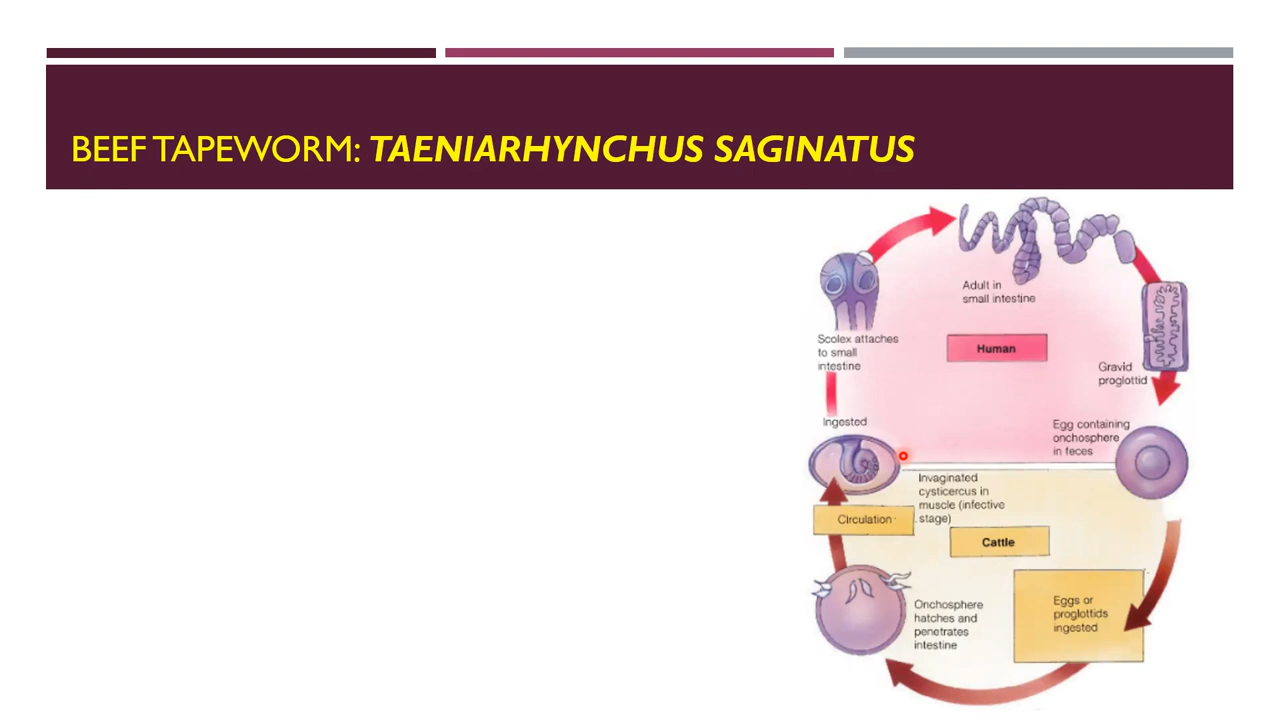 BEEF TAPEWORM: TAENIARHYNCHUS SAGINATUS
Adult in
small intestine
Scolex attaches
to small
intestine
Human
Gravid
proglottid
Ingested
Egg containing
onchosphere
in feces
Invaginated
cysticercus in
muscle (infective
stage)
Circulation
Cattle
Eggs or
proglottids
ingested
Onchosphere
hatches and
penetrates
intestine